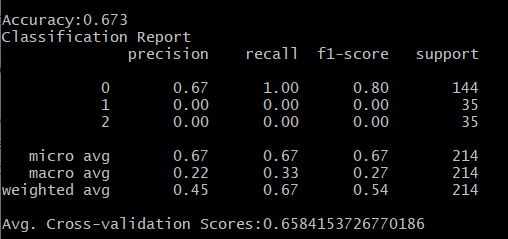 Accuracy:0.673
Classification Report
precision recall f1-score support
0 0.67 1.00 0.80 144
1 0.00 0.00 0.00 35
2 0.00 0.00 0.00 35
micro avg 0.67 0.67 0.67 214
macro avg 0.22 0.33 0.27 214
weighted avg 0.45 0.67 0.54 214
Avg. Cross-validation Scores:0.6584153726770186